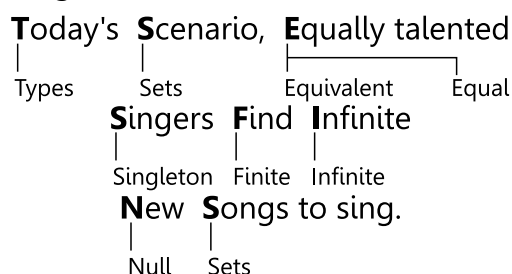 Today's Scenario, Equally talented
Types Sets Equivalent Equal
Singers Find Infinite
Singleton Finite Infinite
New Songs to sing.
Null Sets